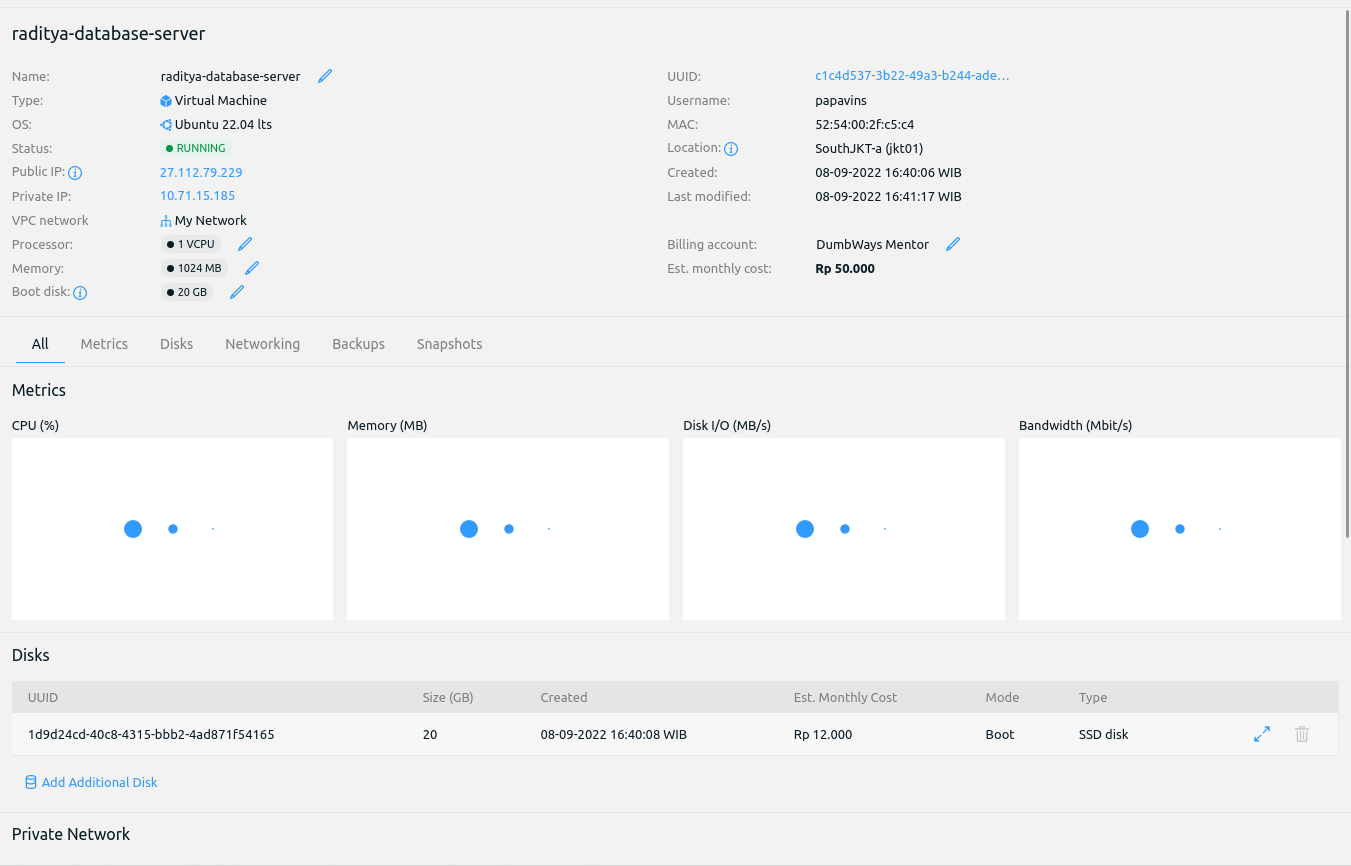 raditya-database-server
Name: raditya-database-server
Type: Virtual Machine
OS: Ubuntu 22.04 lts
Status: RUNNING
Public IP: 27.112.79.229
Private IP: 10.71.15.185
VPC network My Network
Processor: 1 VCPU
Memory: 1024 MB
Boot disk: 20 GB
UUID: c1c4d537-3b22-49a3-b244-ade...
Username: papavins
MAC: 52:54:00:2f:c5:c4
Location: SouthJKT-a (jkt01)
Created: 08-09-2022 16:40:06 WIB
Last modified: 08-09-2022 16:41:17 WIB
Billing account: DumbWays Mentor
Est. monthly cost: Rp 50.000
All Metrics Disks Networking Backups Snapshots
Metrics
CPU (%) Memory (MB) Disk I/O (MB/s) Bandwidth (Mbit/s)
Disks
UUID Size (GB) Created Est. Monthly Cost Mode Type
1d9d24cd-40c8-4315-bbb2-4ad871f54165 20 08-09-2022 16:40:08 WIB Rp 12.000 Boot SSD disk
Add Additional Disk
Private Network